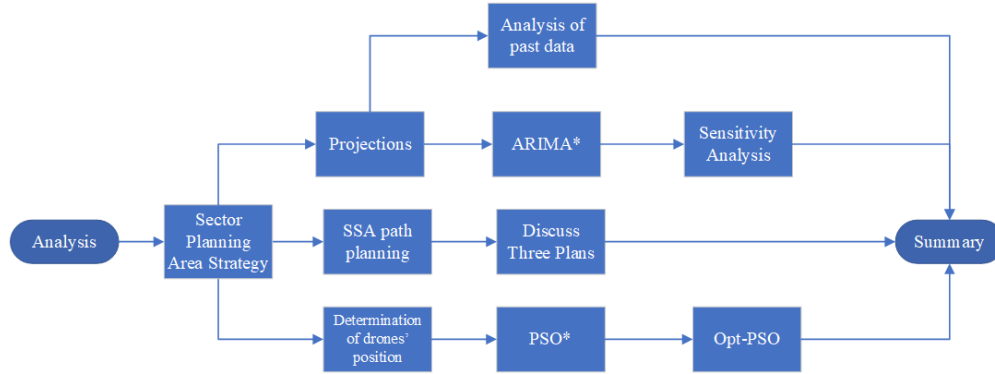 Analysis of
past data
Projections
ARIMA*
Sensitivity
Analysis
Analysis
Sector
Planning
Area Strategy
SSA path
planning
Discuss
Three Plans
Summary
Determination
of drones'
position
PSO*
Opt-PSO